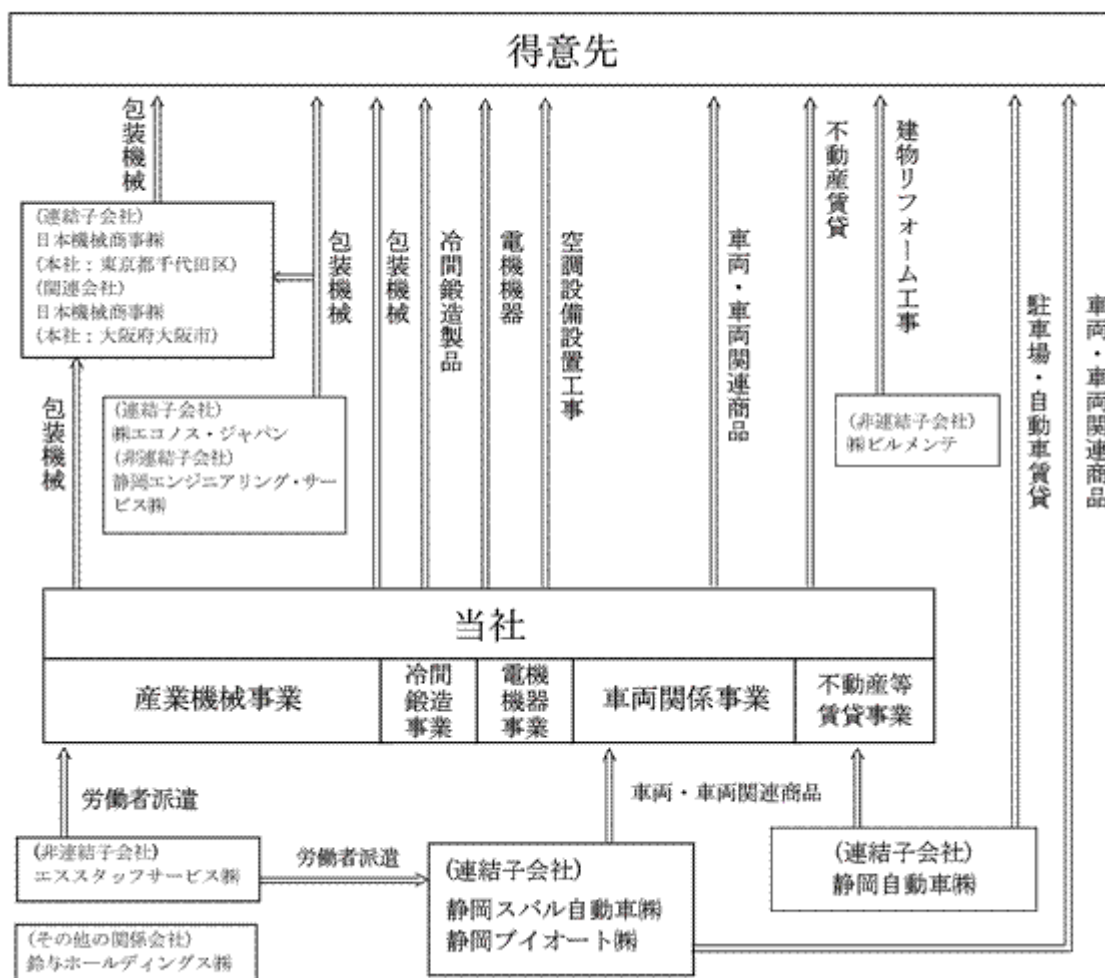 得意先
包装機械
包装機械
包装機械
冷間鍛造製品
電機機器
空調設備設置工事
車両・車両関連商品
不動産賃貸
建物リフォーム工事
駐車場・自動車賃貸
車両・車両関連商品
(連結子会社)
日本機械商事㈱
(本社:東京都千代田区)
(関連会社)
日本機械商事㈱
(本社:大阪府大阪市)
包装機械
(連結子会社)
㈱エコノス・ジャパン
(非連結子会社)
静岡エンジニアリング・サー
ビス㈱
(非連結子会社)
㈱ビルメンテ
当社
産業機械事業
冷間
鍛造
事業
電機
機器
事業
車両関係事業
不動産等
賃貸事業
労働者派遣
車両・車両関連商品
(非連結子会社)
エススタッフサービス㈱
労働者派遣
(連結子会社)
静岡スバル自動車㈱
静岡ブイオート㈱
(連結子会社)
静岡自動車㈱
(その他の関係会社)
鈴与ホールディングス㈱